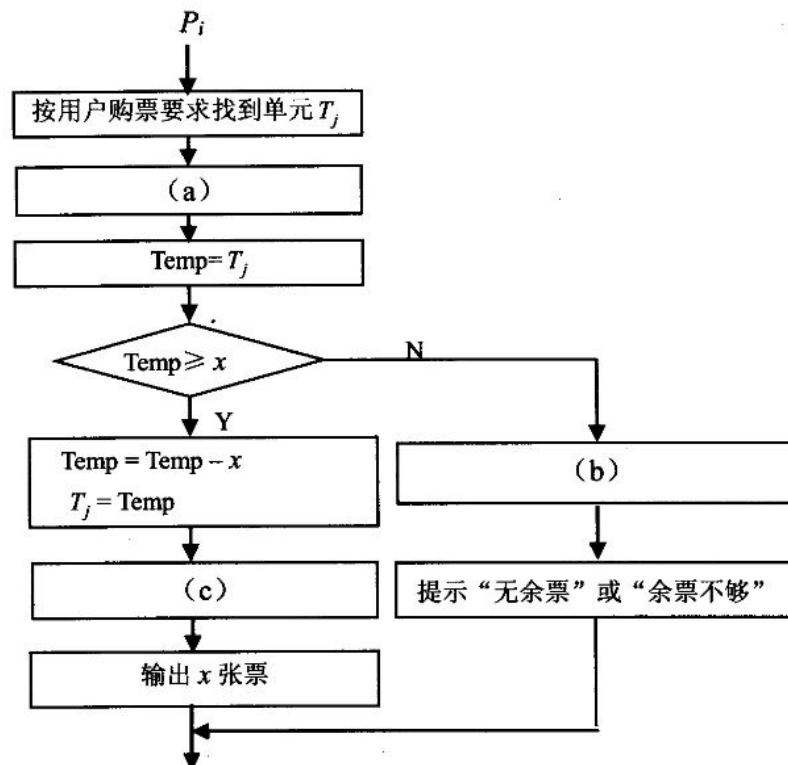 P_i
按用户购票要求找到单元 T_j
（a）
Temp= T_j
Temp≥ x
N
Y
Temp = Temp – x
T_j = Temp
（b）
（c）
提示“无余票”或“余票不够”
输出 x 张票